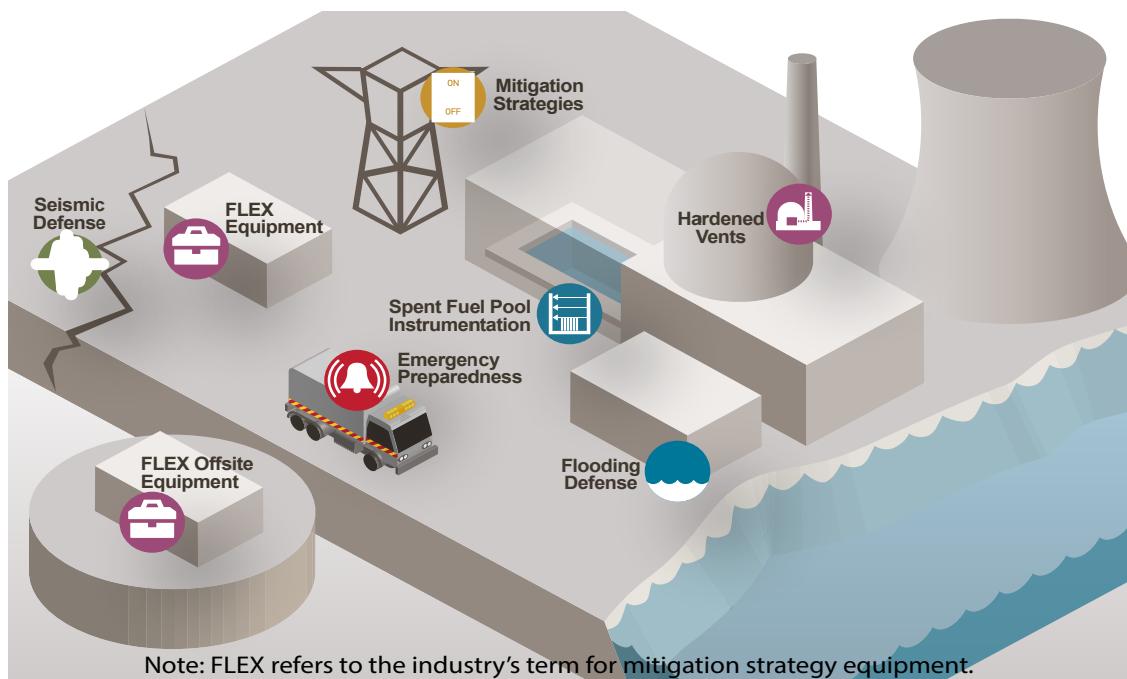 ON
OFF
Mitigation
Strategies
Seismic
Defense
FLEX
Equipment
Hardened
Vents
Spent Fuel Pool
Instrumentation
Emergency
Preparedness
FLEX Offsite
Equipment
Flooding
Defense
Note: FLEX refers to the industry’s term for mitigation strategy equipment.